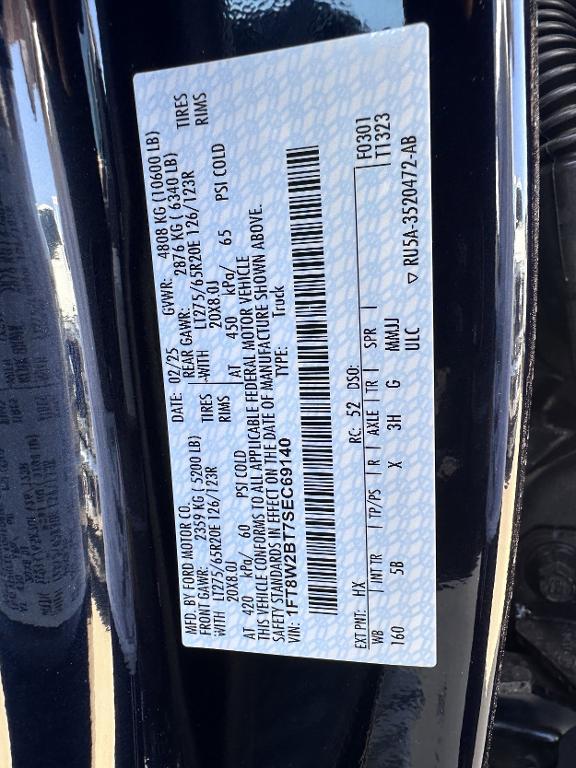 MFD. BY FORD MOTOR CO. DATE: 02/25 GVWR: 4808 KG (10600 LB)
FRONT GAWR: 2359 KG (5200 LB) REAR GAWR: 2876 KG (6340 LB)
WITH LT275/65R20E 126/123R TIRES WITH LT275/65R20E 126/123R TIRES
20X8.0J RIMS 20X8.0J RIMS
AT 420 kPa/ 60 PSI COLD AT 450 kPa/ 65 PSI COLD
THIS VEHICLE CONFORMS TO ALL APPLICABLE FEDERAL MOTOR VEHICLE
SAFETY STANDARDS IN EFFECT ON THE DATE OF MANUFACTURE SHOWN ABOVE.
VIN: 1FT8W2BT7SEC69140 TYPE: Truck
F0301
EXT PNT: HX RC: 52 DSO: T1323
WB INT TR TP/PS R AXLE TR SPR
160 5B X 3H G MMJJ
ULC ▽ RU5A-3520472-AB